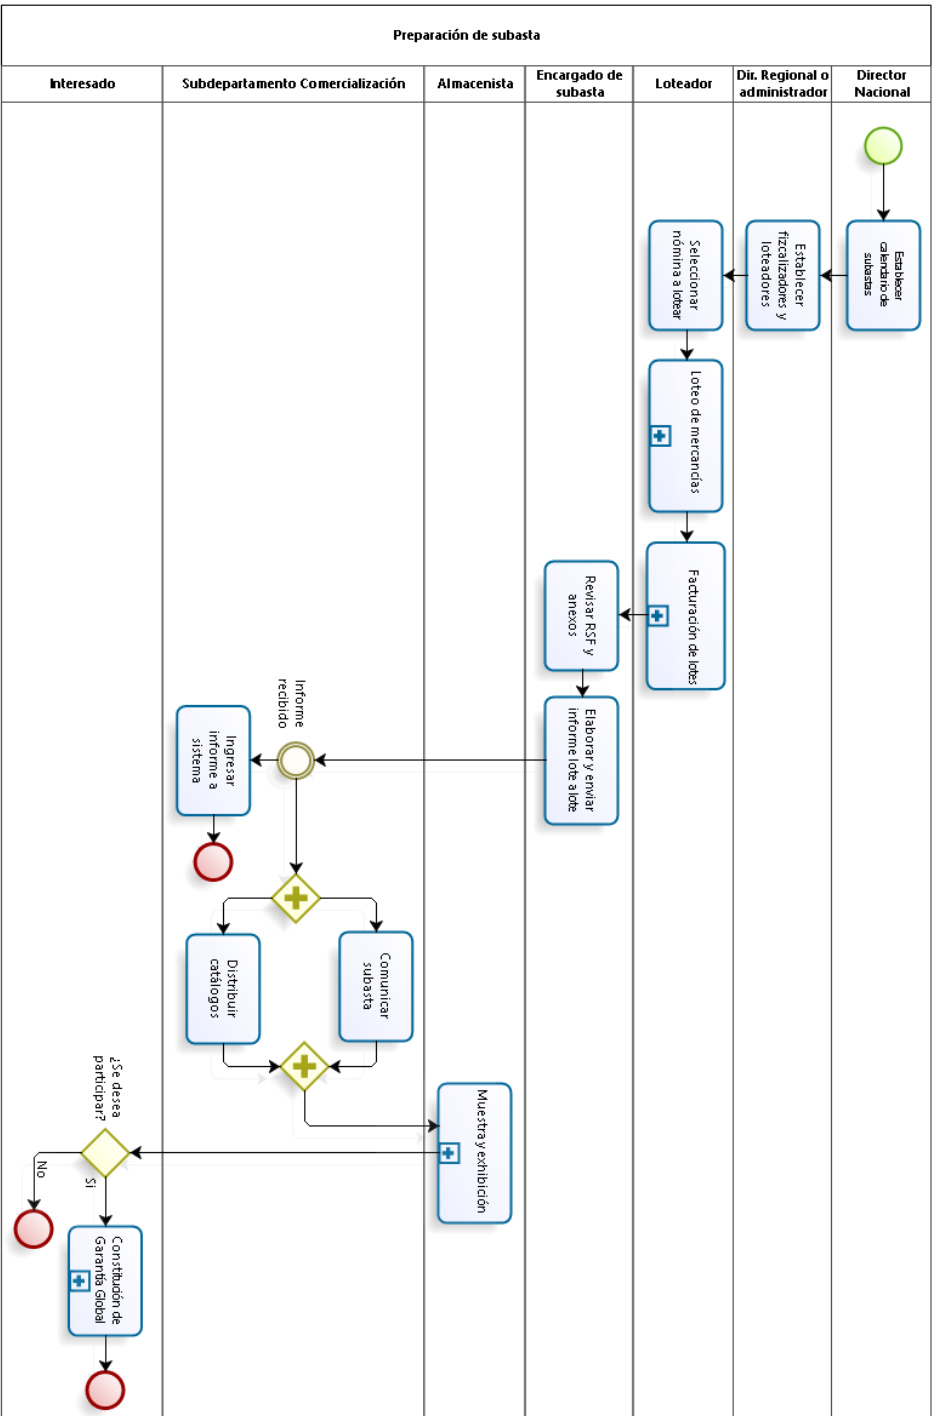 Preparación de subasta
Interesado
Subdepartamento Comercialización
Almacenista
Encargado de
subasta
Loteador
Dir. Regional o
administrador
Director
Nacional
Establecer
calendario de
subastas
Establecer
fizcalizadores y
loteadores
Seleccionar
nómina a lotear
Loteo de mercancías
Facturación de lotes
Revisar RSF y
anexos
Elaborar y enviar
informe lote a lote
Informe
recibido
Ingresar
informe a
sistema
Comunicar
subasta
Distribuir
catálogos
Muestra y exhibición
¿Se desea
participar?
No
Si
Constitución de
Garantía Global